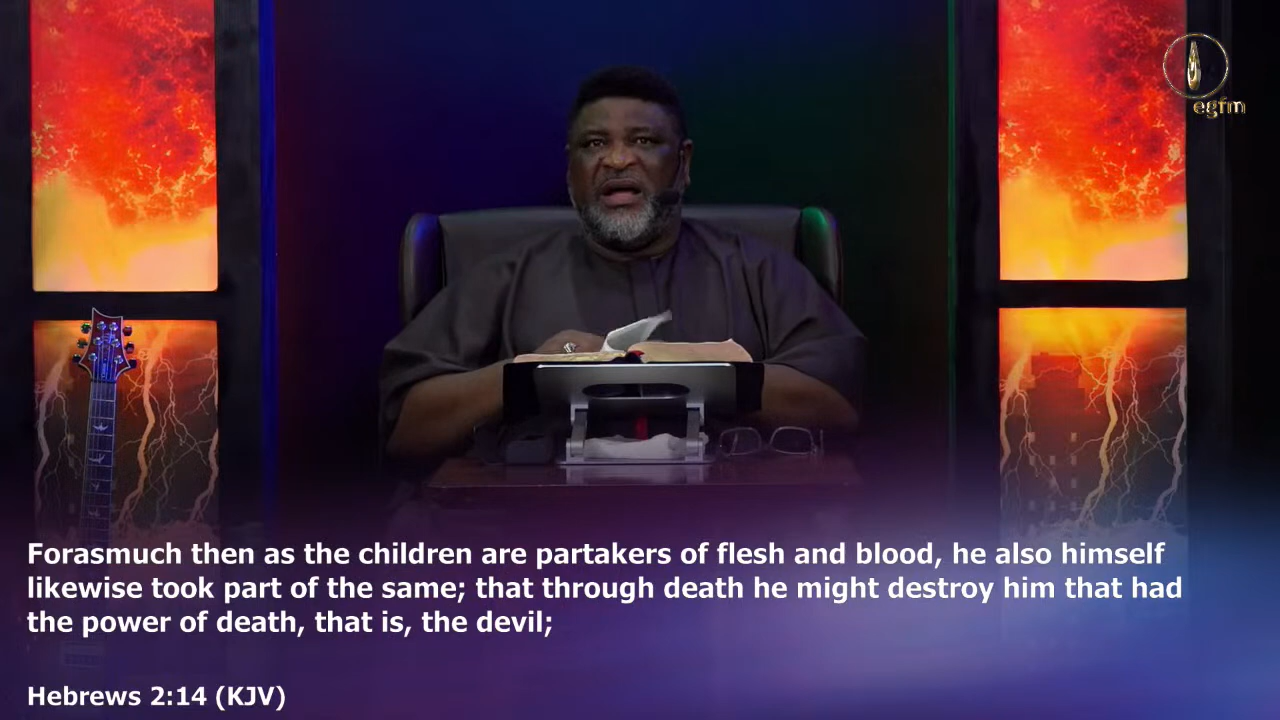 egfm
Forasmuch then as the children are partakers of flesh and blood, he also himself
likewise took part of the same; that through death he might destroy him that had
the power of death, that is, the devil;
Hebrews 2:14 (KJV)